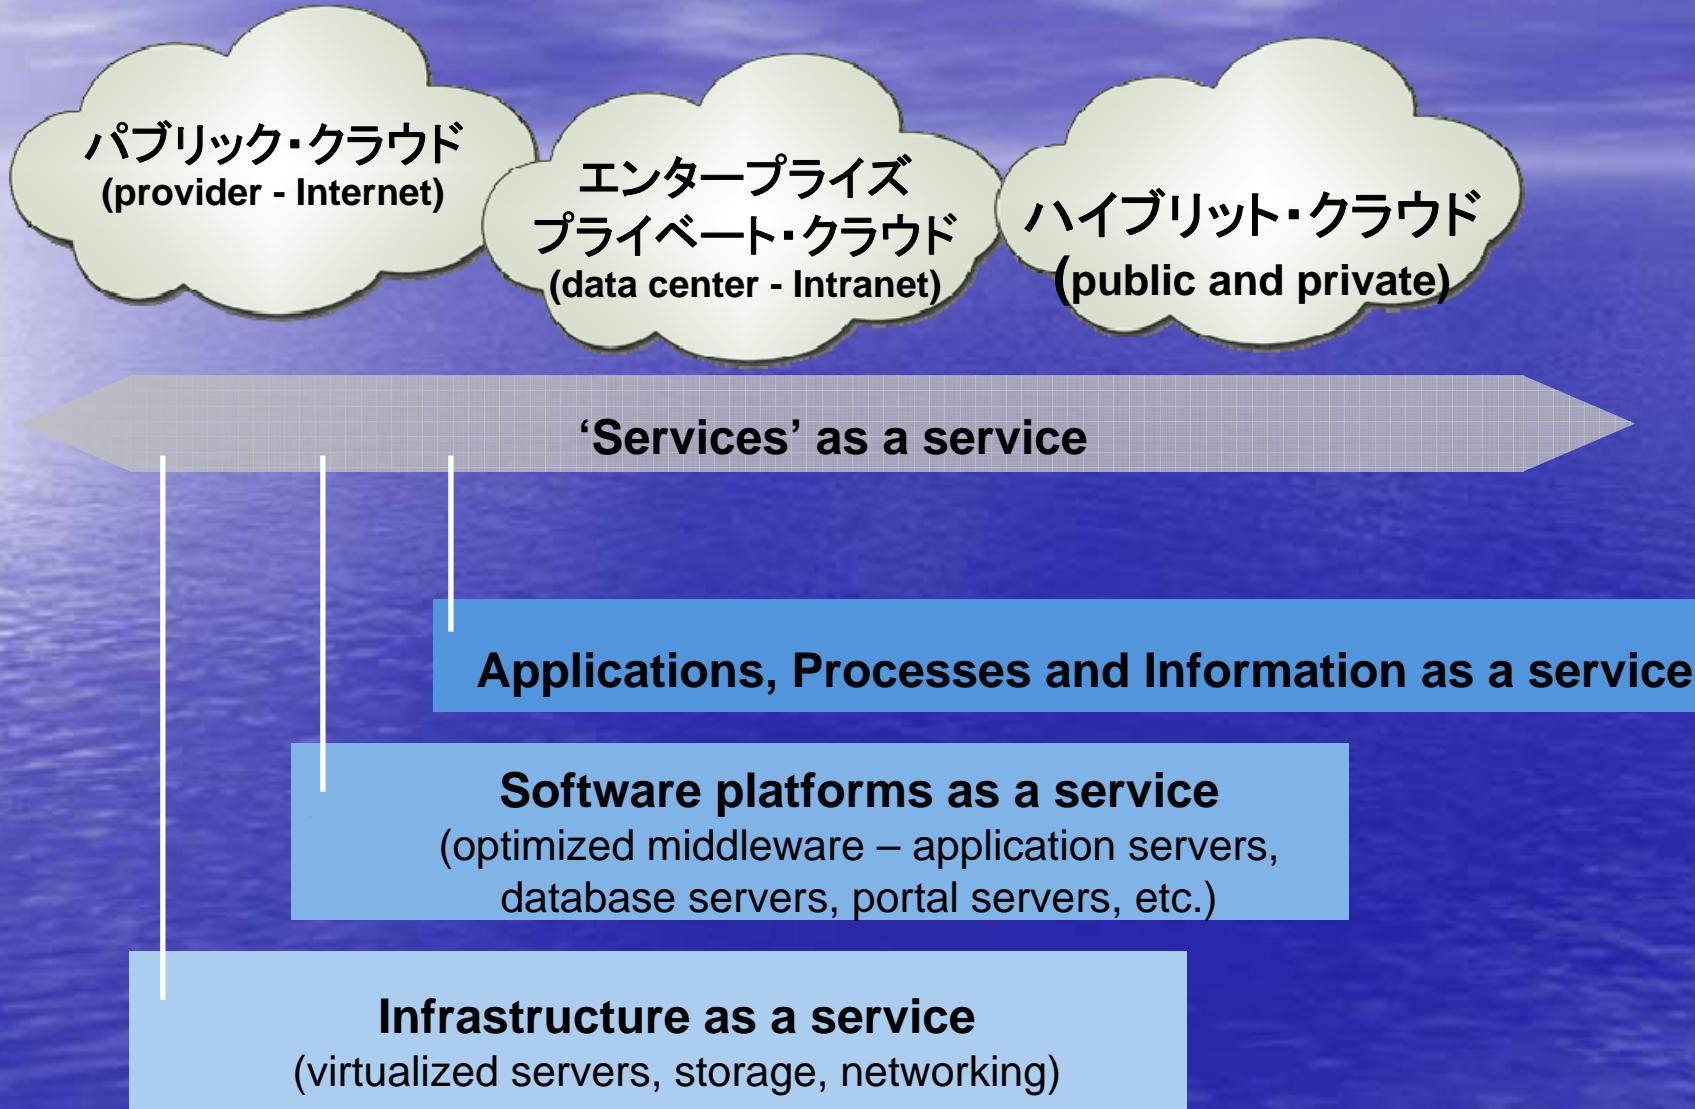 パブリック・クラウド
(provider - Internet)
エンタープライズ
プライベート・クラウド
(data center - Intranet)
ハイブリット・クラウド
(public and private)
‘Services’ as a service
Applications, Processes and Information as a service
Software platforms as a service
(optimized middleware – application servers,
database servers, portal servers, etc.)
Infrastructure as a service
(virtualized servers, storage, networking)